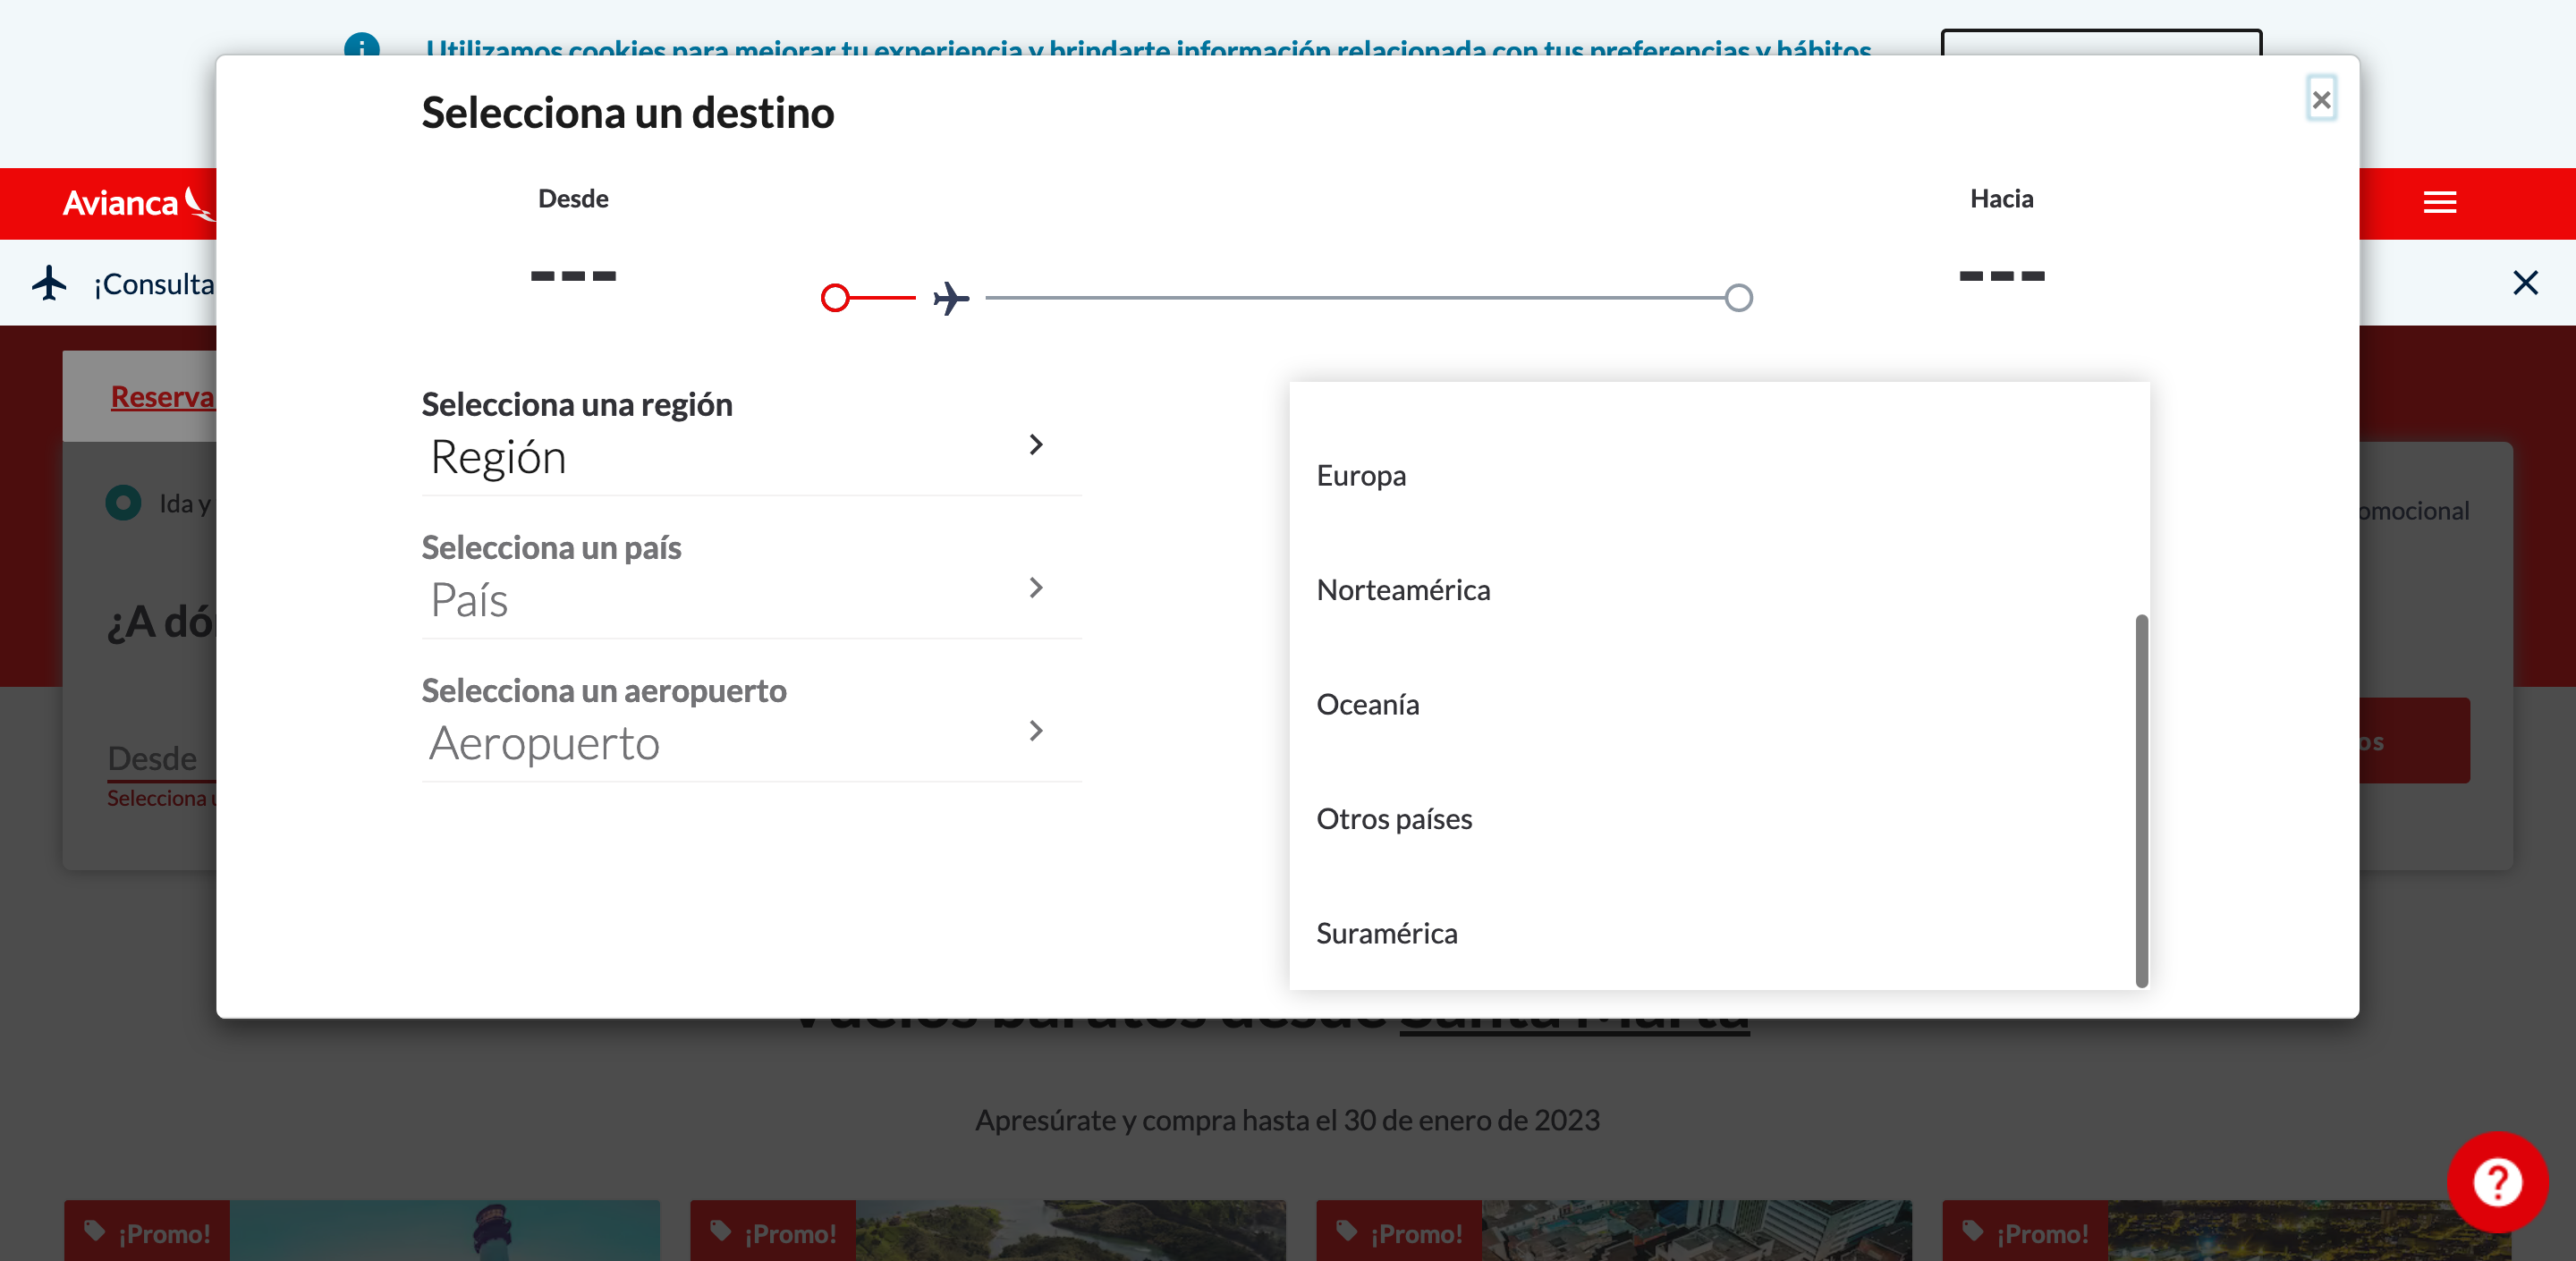 Utilizamos cookies para mejorar tu experiencia y brindarte información relacionada con tus preferencias y hábitos
Selecciona un destino
×
Avianca
Desde
Hacia
---
---
¡Consulta
Reserva
Selecciona una región
Región
Europa
Ida y
omocional
Selecciona un país
País
Norteamérica
¿A dó
Selecciona un aeropuerto
Aeropuerto
Oceanía
Desde
os
Selecciona
Otros países
Suramérica
Vuelos baratos desde Santa Marta
Apresúrate y compra hasta el 30 de enero de 2023
¡Promo!
¡Promo!
¡Promo!
¡Promo!
?